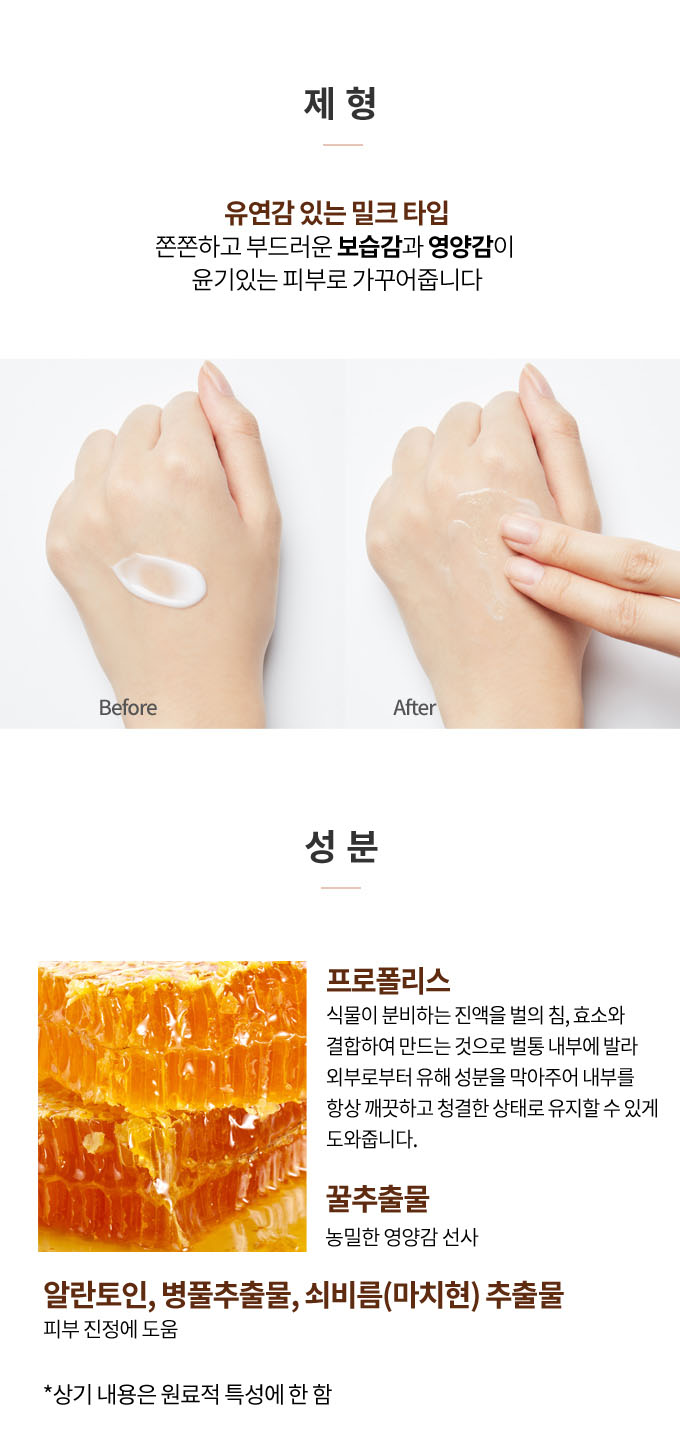 제 형
유연감 있는 밀크 타입
쫀쫀하고 부드러운 보습감과 영양감이
윤기있는 피부로 가꾸어줍니다
Before
After
성 분
프로폴리스
식물이 분비하는 진액을 벌의 침, 효소와
결합하여 만드는 것으로 벌통 내부에 발라
외부로부터 유해 성분을 막아주어 내부를
항상 깨끗하고 청결한 상태로 유지할 수 있게
도와줍니다.
꿀추출물
농밀한 영양감 선사
알란토인, 병풀추출물, 쇠비름(마치현) 추출물
피부 진정에 도움
*상기 내용은 원료적 특성에 한 함